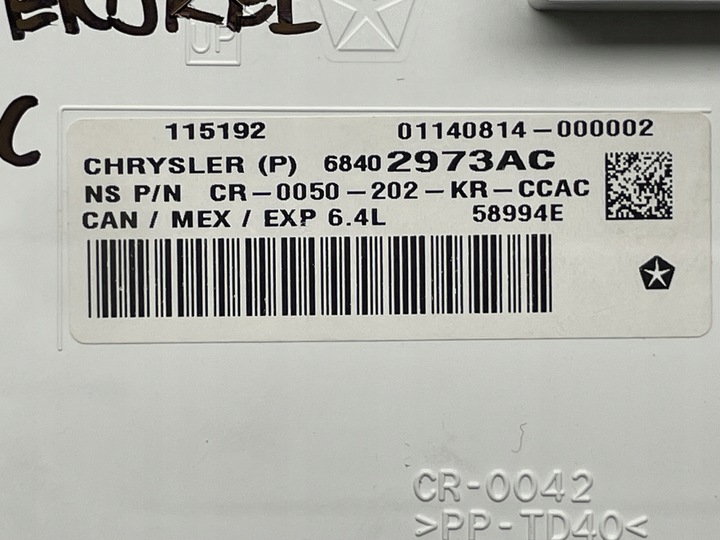 UP
C
115192 01140814-000002
CHRYSLER (P) 68402973AC
NS P/N CR-0050-202-KR-CCAC
CAN / MEX / EXP 6.4L 58994E
CR-0042
>PP-TD40<